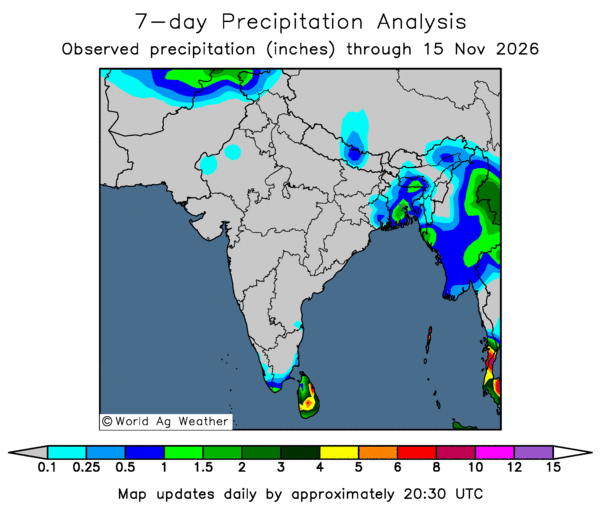 7-day Precipitation Analysis
Observed precipitation (inches) through 15 Nov 2026
©World Ag Weather
0.1 0.25 0.5 1 1.5 2 3 4 5 6 8 10 12 15
Map updates daily by approximately 20:30 UTC